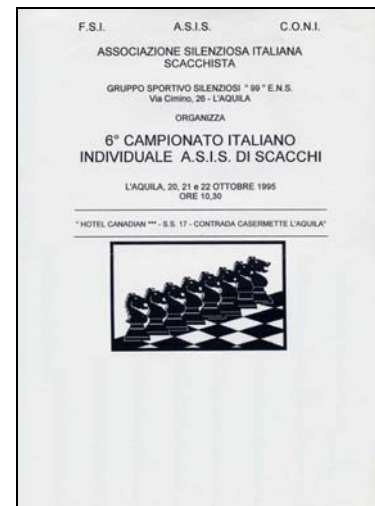 F.S.I. A.S.I.S. C.O.N.I.
ASSOCIAZIONE SILENZIOSA ITALIANA
SCACCHISTA
GRUPPO SPORTIVO SILENZIOSI " 99 " E.N.S.
Via Cimino, 26 - L'AQUILA
ORGANIZZA
6° CAMPIONATO ITALIANO
INDIVIDUALE A.S.I.S. DI SCACCHI
L'AQUILA, 20, 21 e 22 OTTOBRE 1995
ORE 10,30
" HOTEL CANADIAN *** - S.S. 17 - CONTRADA CASERMETTE L'AQUILA"